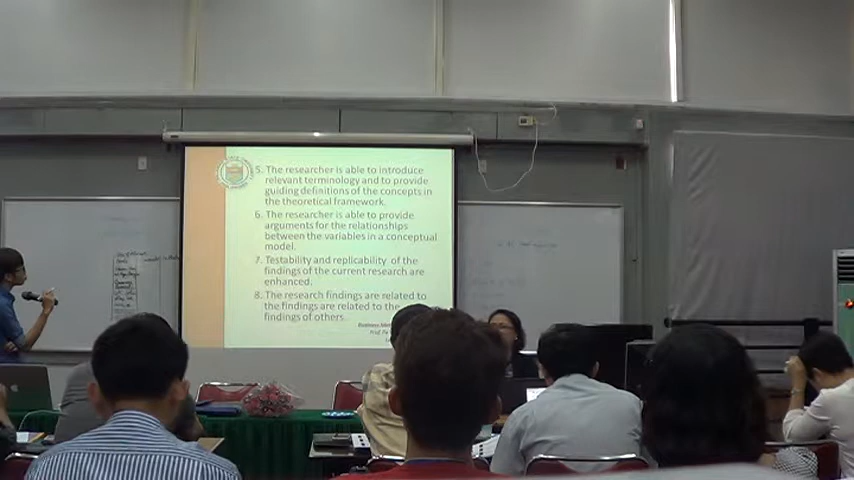 5. The researcher is able to introduce
relevant terminology and to provide
guiding definitions of the concepts in
the theoretical framework.
6. The researcher is able to provide
arguments for the relationships
between the variables in a conceptual
model.
7. Testability and replicability of the
findings of the current research are
enhanced.
8. The research findings are related to
the findings are related to the
findings of others.
Business
Prof.